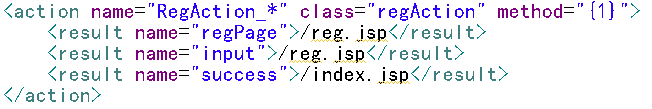 <action name="RegAction_*" class="regAction" method="{1}">
<result name="regPage">/reg.jsp</result>
<result name="input">/reg.jsp</result>
<result name="success">/index.jsp</result>
</action>